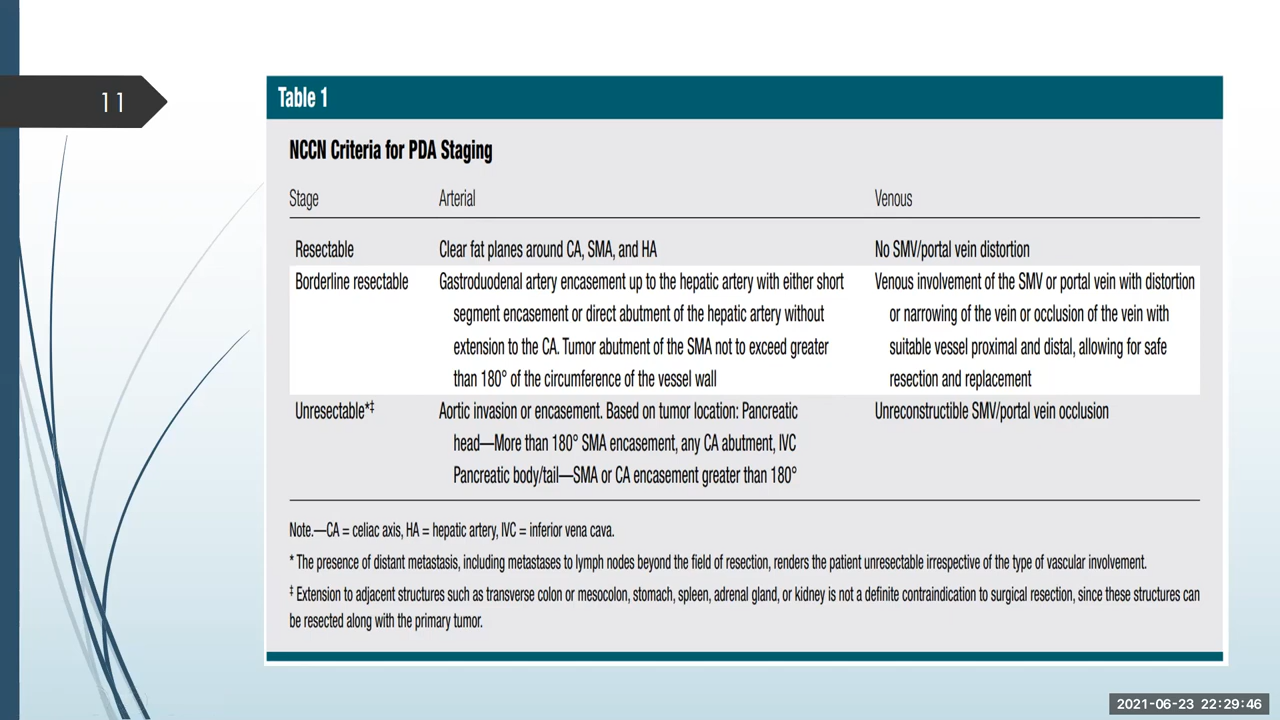 11
Table 1
NCCN Criteria for PDA Staging
Stage Arterial Venous
Resectable Clear fat planes around CA, SMA, and HA No SMV/portal vein distortion
Borderline resectable Gastroduodenal artery encasement up to the hepatic artery with either short Venous involvement of the SMV or portal vein with distortion
segment encasement or direct abutment of the hepatic artery without or narrowing of the vein or occlusion of the vein with
extension to the CA. Tumor abutment of the SMA not to exceed greater suitable vessel proximal and distal, allowing for safe
than 180° of the circumference of the vessel wall resection and replacement
Unresectable*‡ Aortic invasion or encasement. Based on tumor location: Pancreatic Unreconstructible SMV/portal vein occlusion
head—More than 180° SMA encasement, any CA abutment, IVC
Pancreatic body/tail—SMA or CA encasement greater than 180°
Note.—CA = celiac axis, HA = hepatic artery, IVC = inferior vena cava.
* The presence of distant metastasis, including metastases to lymph nodes beyond the field of resection, renders the patient unresectable irrespective of the type of vascular involvement.
‡ Extension to adjacent structures such as transverse colon or mesocolon, stomach, spleen, adrenal gland, or kidney is not a definite contraindication to surgical resection, since these structures can
be resected along with the primary tumor.
2021-06-23 22:29:46